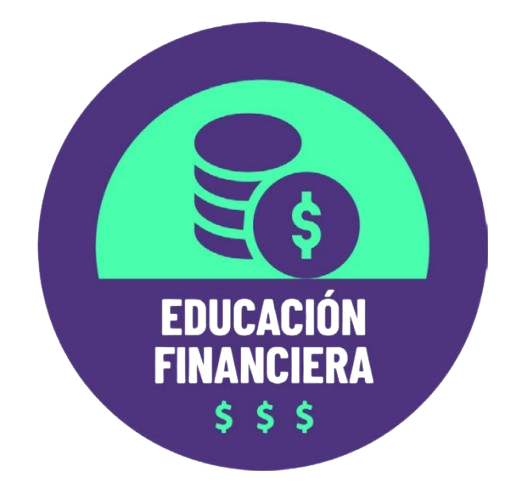 $
EDUCACIÓN
FINANCIERA
$ $ $